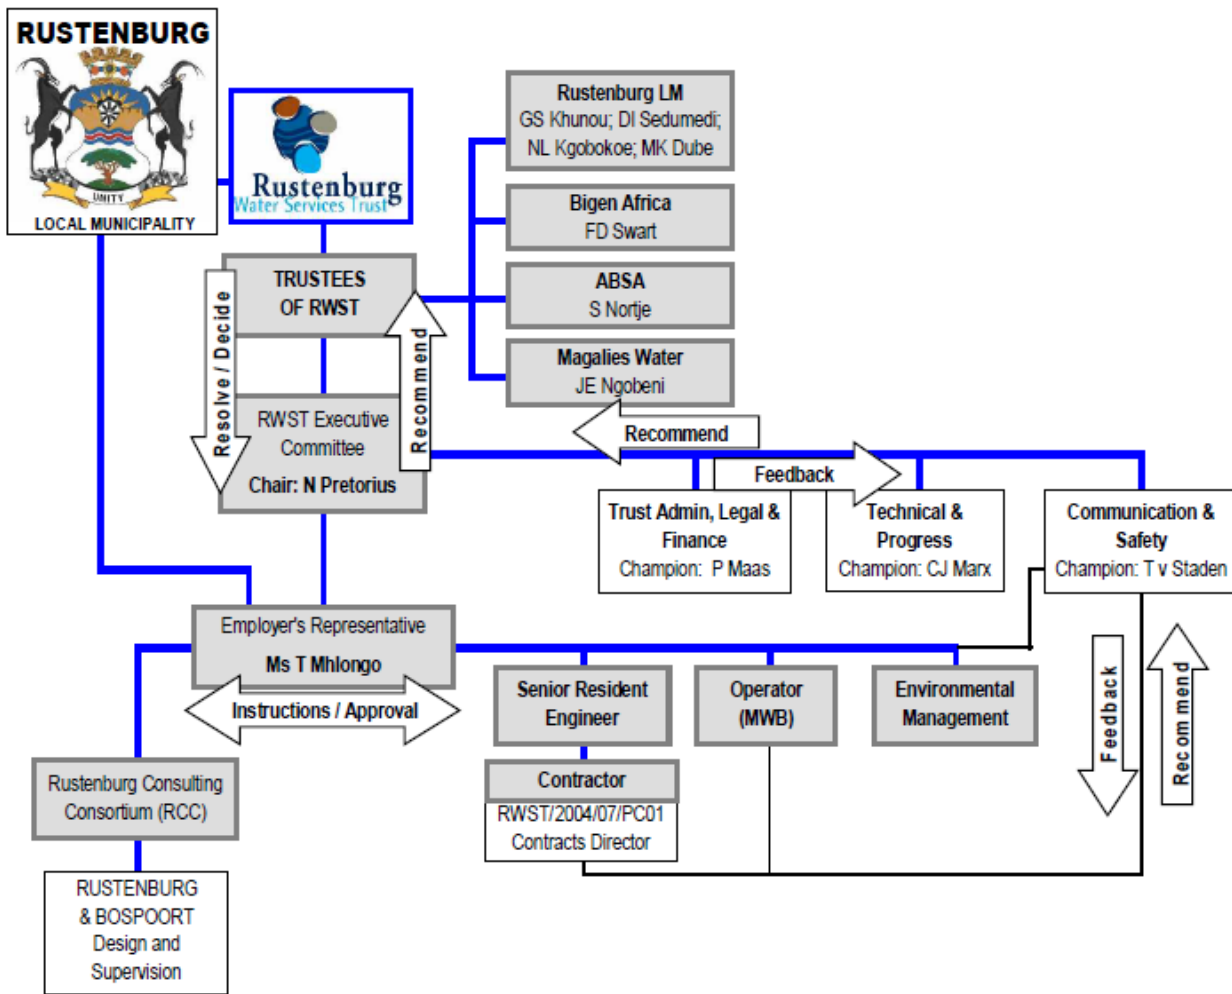 RUSTENBURG
UNITY
LOCAL MUNICIPALITY
Rustenburg
Water Services Trust
Rustenburg LM
GS Khunou; DI Sedumedi;
NL Kgobokoe; MK Dube
Bigen Africa
FD Swart
ABSA
S Nortje
Magalies Water
JE Ngobeni
TRUSTEES
OF RWST
Resolve / Decide
Recommend
RWST Executive
Committee
Chair: N Pretorius
Recommend
Feedback
Trust Admin, Legal &
Finance
Champion: P Maas
Technical &
Progress
Champion: CJ Marx
Communication &
Safety
Champion: T v Staden
Employer's Representative
Ms T Mhlongo
Instructions / Approval
Senior Resident
Engineer
Operator
(MWB)
Environmental
Management
Feedback
Recommend
Rustenburg Consulting
Consortium (RCC)
Contractor
RWST/2004/07/PC01
Contracts Director
RUSTENBURG
& BOSPOORT
Design and
Supervision